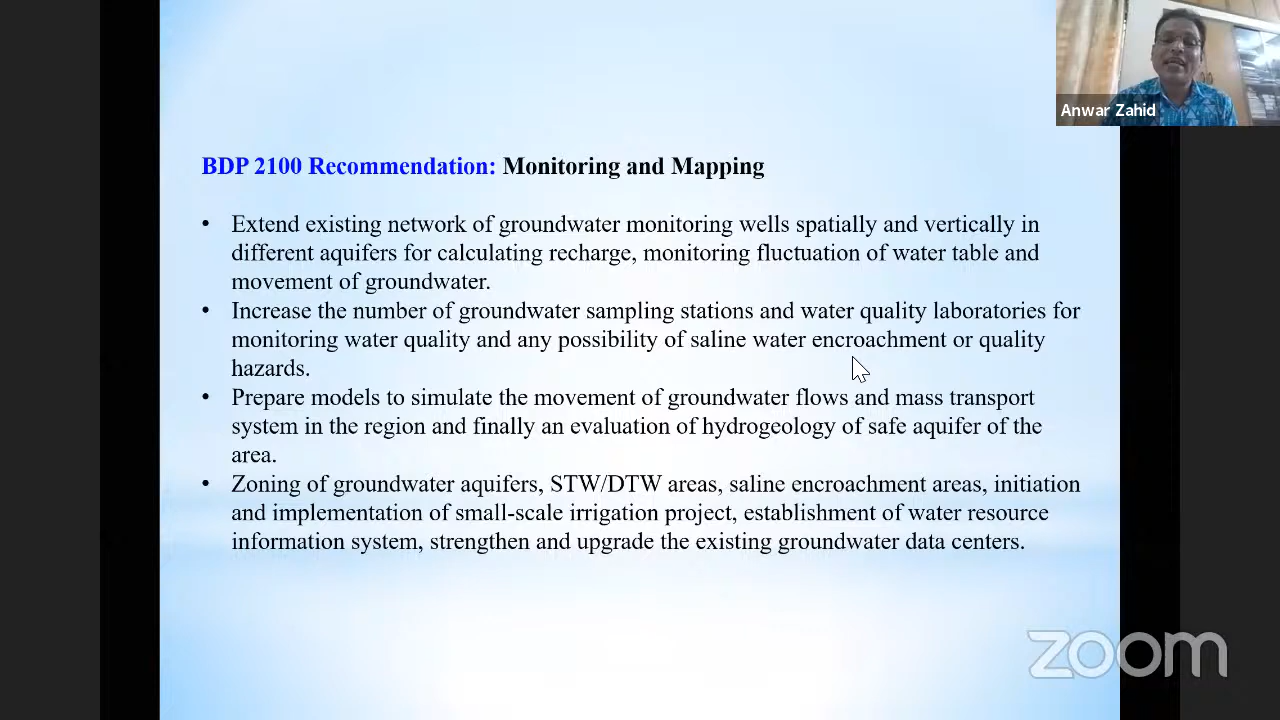 Anwar Zahid
BDP 2100 Recommendation: Monitoring and Mapping
• Extend existing network of groundwater monitoring wells spatially and vertically in
different aquifers for calculating recharge, monitoring fluctuation of water table and
movement of groundwater.
• Increase the number of groundwater sampling stations and water quality laboratories for
monitoring water quality and any possibility of saline water encroachment or quality
hazards.
• Prepare models to simulate the movement of groundwater flows and mass transport
system in the region and finally an evaluation of hydrogeology of safe aquifer of the
area.
• Zoning of groundwater aquifers, STW/DTW areas, saline encroachment areas, initiation
and implementation of small-scale irrigation project, establishment of water resource
information system, strengthen and upgrade the existing groundwater data centers.
zoom